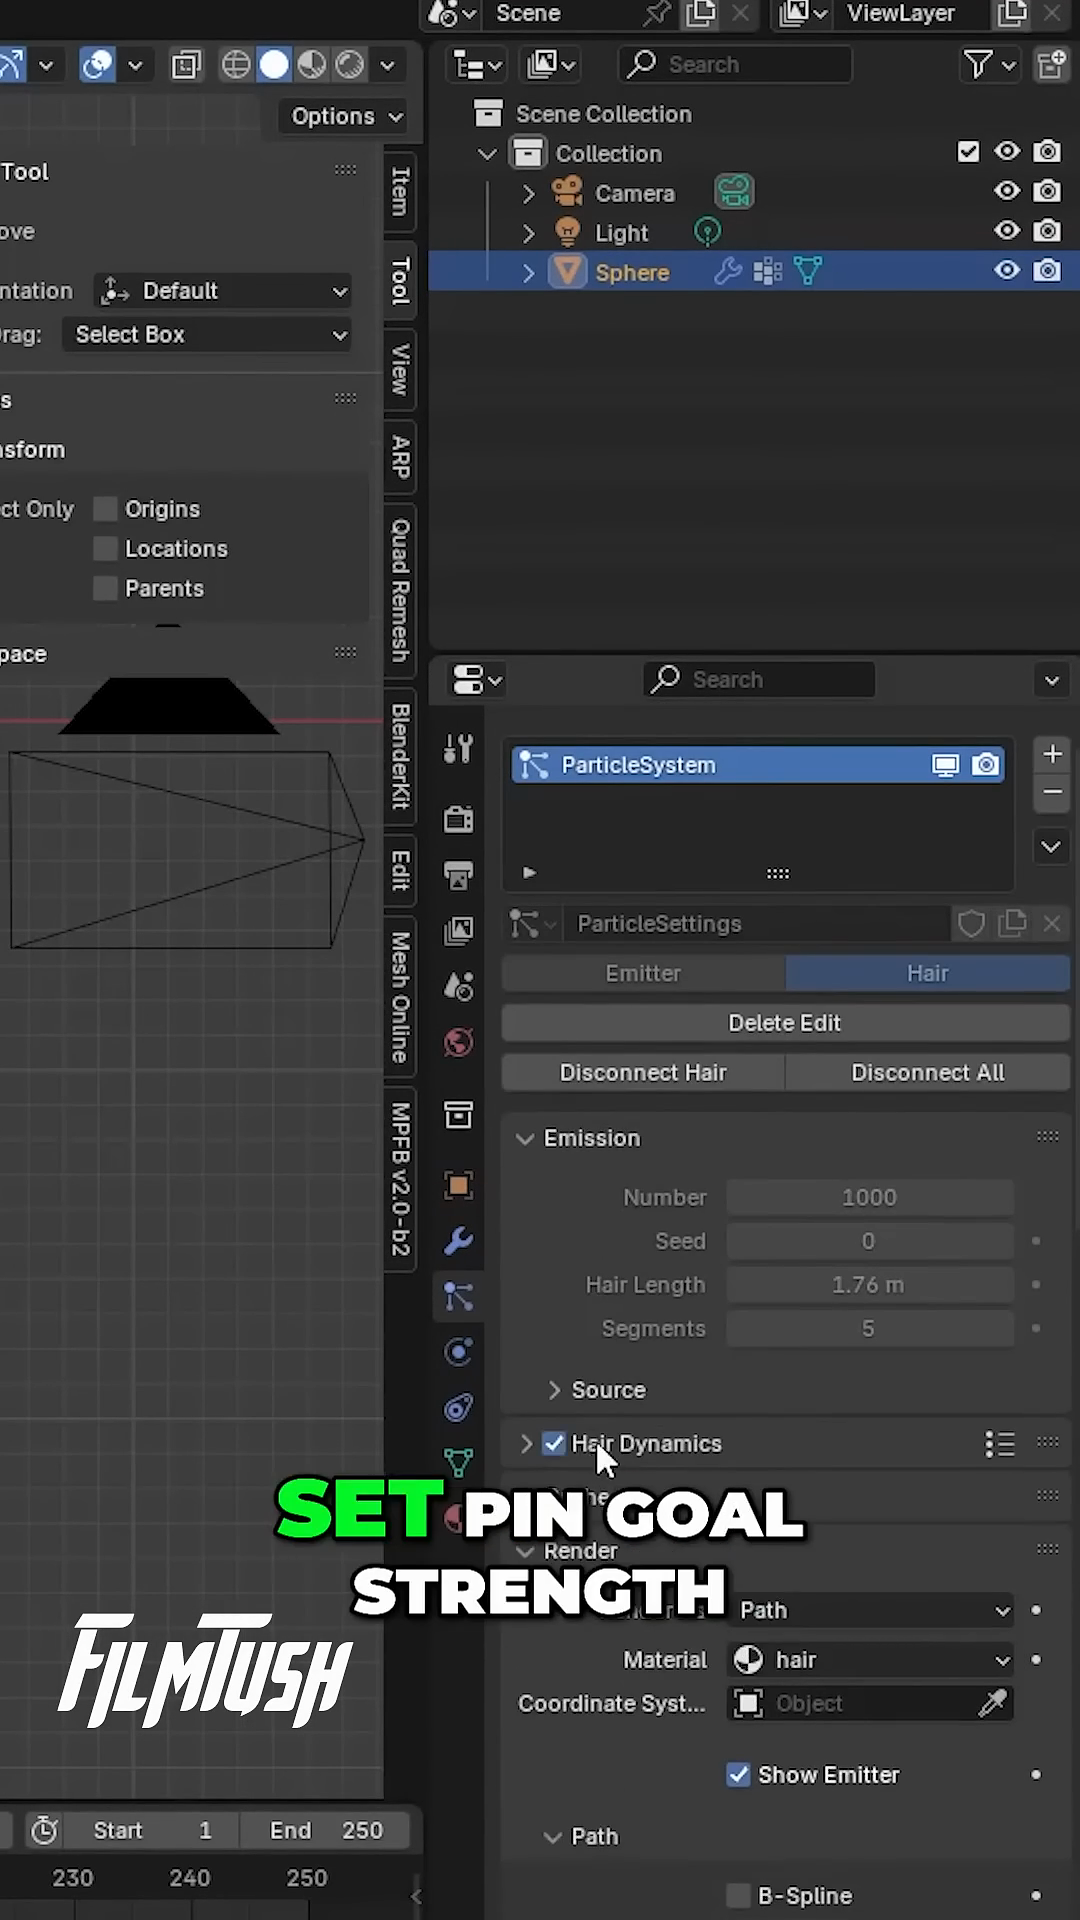 Scene
ViewLayer
Search
Options
Scene Collection
Collection
Camera
Light
Sphere
Tool
ove
ntation
Default
rag:
Select Box
s
nsform
ct Only
Origins
Locations
Parents
pace
Item
Tool
View
ARP
Quad Remesh
BlenderKit
Edit
Mesh Online
MPFB v2.0-b2
Search
ParticleSystem
ParticleSettings
Emitter
Hair
Delete Edit
Disconnect Hair
Disconnect All
Emission
Number
1000
Seed
0
Hair Length
1.76 m
Segments
5
Source
Hair Dynamics
SET PIN GOAL
STRENGTH
Render
Path
Material
hair
Coordinate Syst...
Object
Show Emitter
Path
B-Spline
FILMTUSH
Start 1
End 250
230 240 250